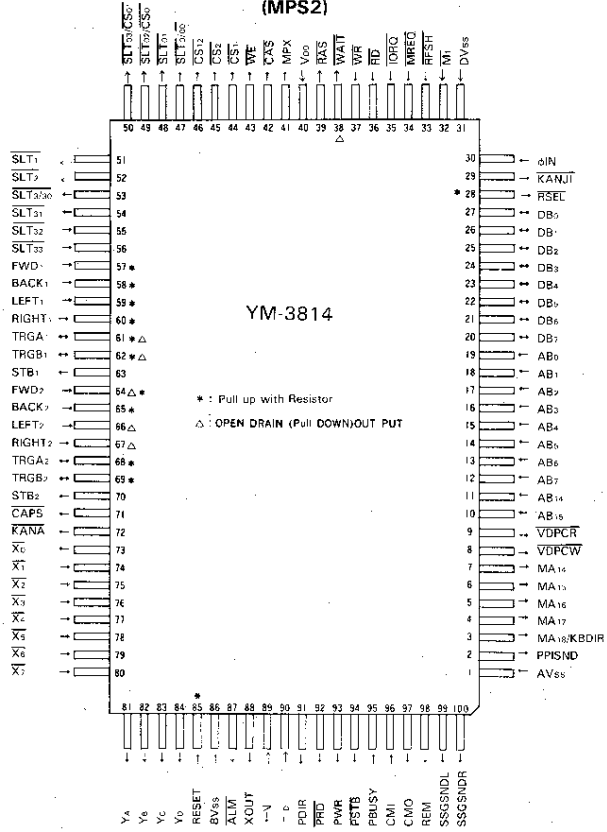 (MPS2)
SLT03/CS0 SLT02/CS0 SLT01 SLT0/00 CS12 CS2 CS1 WE CAS MPX VDD RAS WAIT WR RD IORQ MREQ RFSH M1 DVss
50 49 48 47 46 45 44 43 42 41 40 39 38 37 36 35 34 33 32 31
△
SLT1 51 30 φIN
SLT2 52 29 KANJI
SLT3/30 53 * 28 RSEL
SLT31 54 27 DB0
SLT32 55 26 DB1
SLT33 56 25 DB2
FWD1 57 * 24 DB3
BACK1 58 * 23 DB4
LEFT1 59 * 22 DB5
RIGHT1 60 * 21 DB6
TRGA1 61 * △ 20 DB7
TRGB1 62 * △ 19 AB0
STB1 63 18 AB1
FWD2 64 △ * 17 AB2
BACK2 65 * 16 AB3
LEFT2 66 △ 15 AB4
RIGHT2 67 △ 14 AB5
TRGA2 68 * 13 AB6
TRGB2 69 * 12 AB7
STB2 70 11 AB14
CAPS 71 10 AB15
KANA 72 9 VDPCR
X0 73 8 VDPCW
X1 74 7 MA14
X2 75 6 MA15
X3 76 5 MA16
X4 77 4 MA17
X5 78 3 MA18/KBDIR
X6 79 2 PPISND
X7 80 1 AVss
YM-3814
* : Pull up with Resistor
△ : OPEN DRAIN (Pull DOWN) OUT PUT
*
81 82 83 84 85 86 87 88 89 90 91 92 93 94 95 96 97 98 99 100
YA YB YC YD RESET BVss ALM XOUT PDIR PRD PWR PSTB PBUSY CMI CMO REM SSGSNDL SSGSNDR